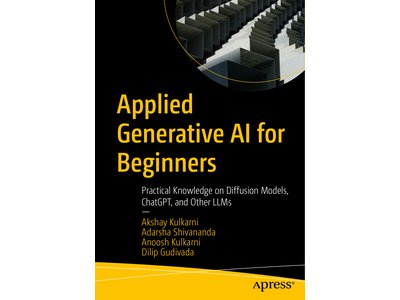 Applied
Generative AI for
Beginners
Practical Knowledge on Diffusion Models,
ChatGPT, and Other LLMs
—
Akshay Kulkarni
Adarsha Shivananda
Anoosh Kulkarni
Dilip Gudivada
Apress®